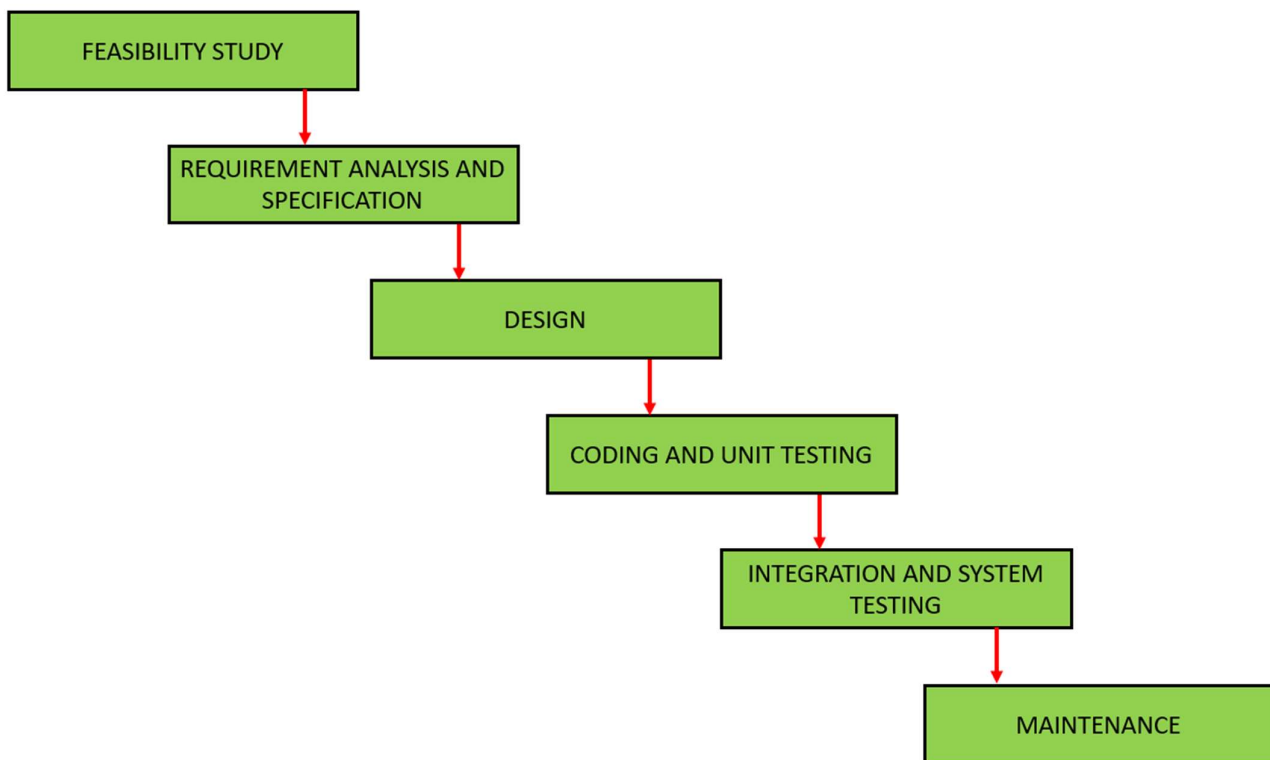 FEASIBILITY STUDY
REQUIREMENT ANALYSIS AND
SPECIFICATION
DESIGN
CODING AND UNIT TESTING
INTEGRATION AND SYSTEM
TESTING
MAINTENANCE